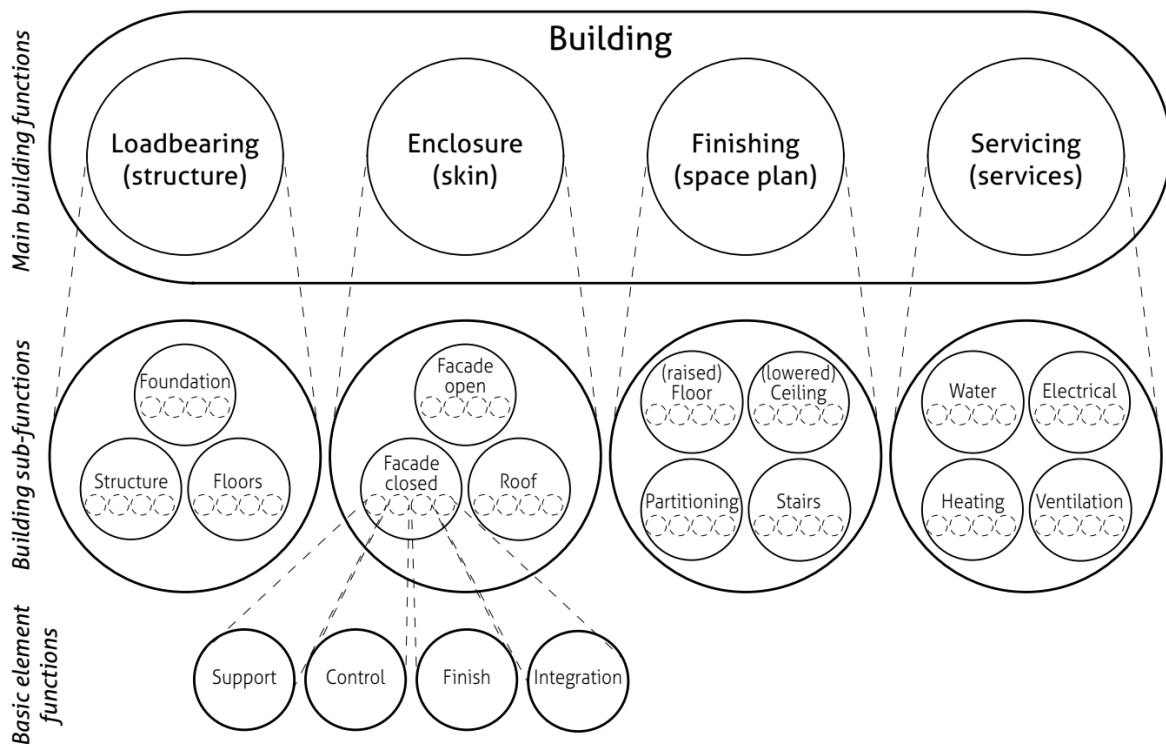 Main building functions
Building
Loadbearing
(structure)
Enclosure
(skin)
Finishing
(space plan)
Servicing
(services)
Building sub-functions
Foundation
Structure
Floors
Facade
open
Facade
closed
Roof
(raised)
Floor
(lowered)
Ceiling
Partitioning
Stairs
Water
Electrical
Heating
Ventilation
Basic element
functions
Support
Control
Finish
Integration